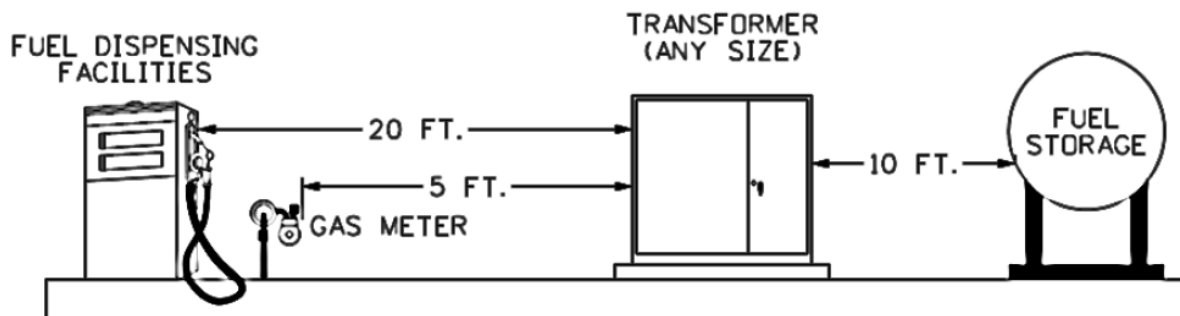 FUEL DISPENSING
FACILITIES
TRANSFORMER
(ANY SIZE)
20 FT.
5 FT.
GAS METER
10 FT.
FUEL
STORAGE